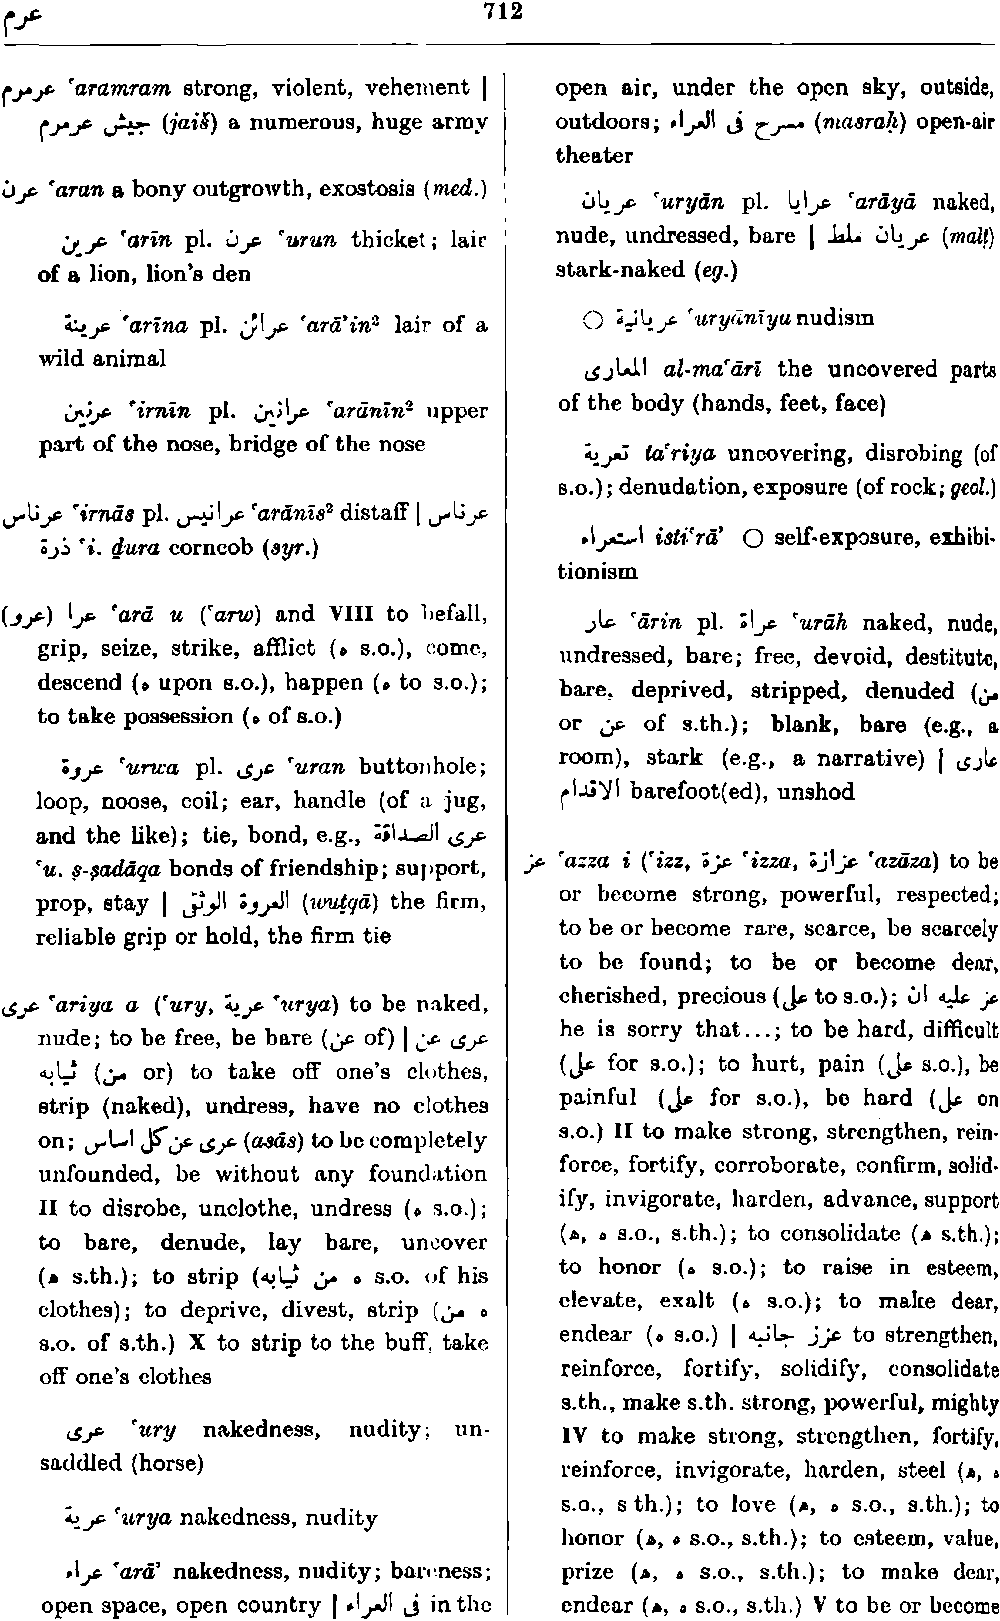 عرم
712
عرمرم ʿaramram strong, violent, vehement |
جيش عرمرم (jaiš) a numerous, huge army
عرن ʿaran a bony outgrowth, exostosis (med.)
عرين ʿarīn pl. عرن ʿurun thicket; lair
of a lion, lion's den
عرينة ʿarīna pl. عرائن ʿarāʾin² lair of a
wild animal
عرنين ʿirnīn pl. عرانين ʿarānīn² upper
part of the nose, bridge of the nose
عرناس ʿirnās pl. عرانيس ʿarānīs² distaff | عرناس
ذرة ʿi. ḏura corncob (syr.)
(عرو) عرا ʿarā u (ʿarw) and VIII to befall,
grip, seize, strike, afflict (ه s.o.), come,
descend (ه upon s.o.), happen (ه to s.o.);
to take possession (ه of s.o.)
عروة ʿurwa pl. عرى ʿuran buttonhole;
loop, noose, coil; ear, handle (of a jug,
and the like); tie, bond, e.g., عرى الصداقة
ʿu. ṣ-ṣadāqa bonds of friendship; support,
prop, stay | العروة الوثقى (wuṯqā) the firm,
reliable grip or hold, the firm tie
عرى ʿariya a (ʿury, عرية ʿurya) to be naked,
nude; to be free, be bare (عن of) | عرى عن
ثيابه (من or) to take off one's clothes,
strip (naked), undress, have no clothes
on; عرى عن كل اساس (asās) to be completely
unfounded, be without any foundation
II to disrobe, unclothe, undress (ه s.o.);
to bare, denude, lay bare, uncover
(ه s.th.); to strip (ه من ثيابه s.o. of his
clothes); to deprive, divest, strip (ه من
s.o. of s.th.) X to strip to the buff, take
off one's clothes
عرى ʿury nakedness, nudity; un-
saddled (horse)
عرية ʿurya nakedness, nudity
عراء ʿarāʾ nakedness, nudity; bareness;
open space, open country | فى العراء in the
open air, under the open sky, outside,
outdoors; مسرح فى العراء (masraḥ) open-air
theater
عريان ʿuryān pl. عرايا ʿarāyā naked,
nude, undressed, bare | عريان ملط (malṭ)
stark-naked (eg.)
○ عريانية ʿuryānīya nudism
المعارى al-maʿārī the uncovered parts
of the body (hands, feet, face)
تعرية taʿriya uncovering, disrobing (of
s.o.); denudation, exposure (of rock; geol.)
استعراء istiʿrāʾ ○ self-exposure, exhibi-
tionism
عار ʿārin pl. عراة ʿurāh naked, nude,
undressed, bare; free, devoid, destitute,
bare, deprived, stripped, denuded (من
or عن of s.th.); blank, bare (e.g., a
room), stark (e.g., a narrative) | عارى
الاقدام barefoot(ed), unshod
عز ʿazza i (ʿizz, عزة ʿizza, عزازة ʿazāza) to be
or become strong, powerful, respected;
to be or become rare, scarce, be scarcely
to be found; to be or become dear,
cherished, precious (على to s.o.); عز عليه ان
he is sorry that...; to be hard, difficult
(على for s.o.); to hurt, pain (على s.o.), be
painful (على for s.o.), be hard (على on
s.o.) II to make strong, strengthen, rein-
force, fortify, corroborate, confirm, solid-
ify, invigorate, harden, advance, support
(ه, ه s.o., s.th.); to consolidate (ه s.th.);
to honor (ه s.o.); to raise in esteem,
elevate, exalt (ه s.o.); to make dear,
endear (ه s.o.) | عزز جانبه to strengthen,
reinforce, fortify, solidify, consolidate
s.th., make s.th. strong, powerful, mighty
IV to make strong, strengthen, fortify,
reinforce, invigorate, harden, steel (ه, ه
s.o., s th.); to love (ه, ه s.o., s.th.); to
honor (ه, ه s.o., s.th.); to esteem, value,
prize (ه, ه s.o., s.th.); to make dear,
endear (ه, ه s.o., s.th.) V to be or become